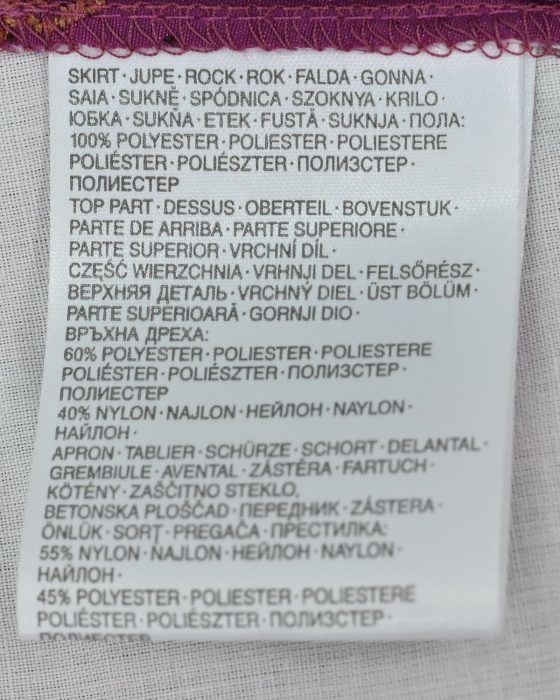 SKIRT · JUPE · ROCK · ROK · FALDA · GONNA ·
SAIA · SUKNĚ · SPÓDNICA · SZOKNYA · KRILO ·
ЮБКА · SUKŇA · ETEK · FUSTĂ · SUKNJA · ПОЛА:
100% POLYESTER · POLIESTER · POLIESTERE
POLIÉSTER · POLIÉSZTER · ПОЛИЗСТЕР ·
ПОЛИЕСТЕР
TOP PART · DESSUS · OBERTEIL · BOVENSTUK ·
PARTE DE ARRIBA · PARTE SUPERIORE ·
PARTE SUPERIOR · VRCHNÍ DÍL ·
CZĘŚĆ WIERZCHNIA · VRHNJI DEL · FELSŐRÉSZ ·
ВЕРХНЯЯ ДЕТАЛЬ · VRCHNÝ DIEL · ÜST BÖLÜM ·
PARTE SUPERIOARĂ · GORNJI DIO ·
ВРЪХНА ДРЕХА:
60% POLYESTER · POLIESTER · POLIESTERE
POLIÉSTER · POLIÉSZTER · ПОЛИЗСТЕР ·
ПОЛИЕСТЕР
40% NYLON · NAJLON · НЕЙЛОН · NAYLON ·
НАЙЛОН ·
APRON · TABLIER · SCHÜRZE · SCHORT · DELANTAL ·
GREMBIULE · AVENTAL · ZÁSTĚRA · FARTUCH ·
KÖTÉNY · ZAŠČITNO STEKLO,
BETONSKA PLOŠČAD · ПЕРЕДНИК · ZÁSTERA ·
ÖNLÜK · SORŢ · PREGAČA · ПРЕСТИЛКА:
55% NYLON · NAJLON · НЕЙЛОН · NAYLON ·
НАЙЛОН ·
45% POLYESTER · POLIESTER · POLIESTERE
POLIÉSTER · POLIÉSZTER · ПОЛИЗСТЕР ·
ПОЛИЕСТЕР